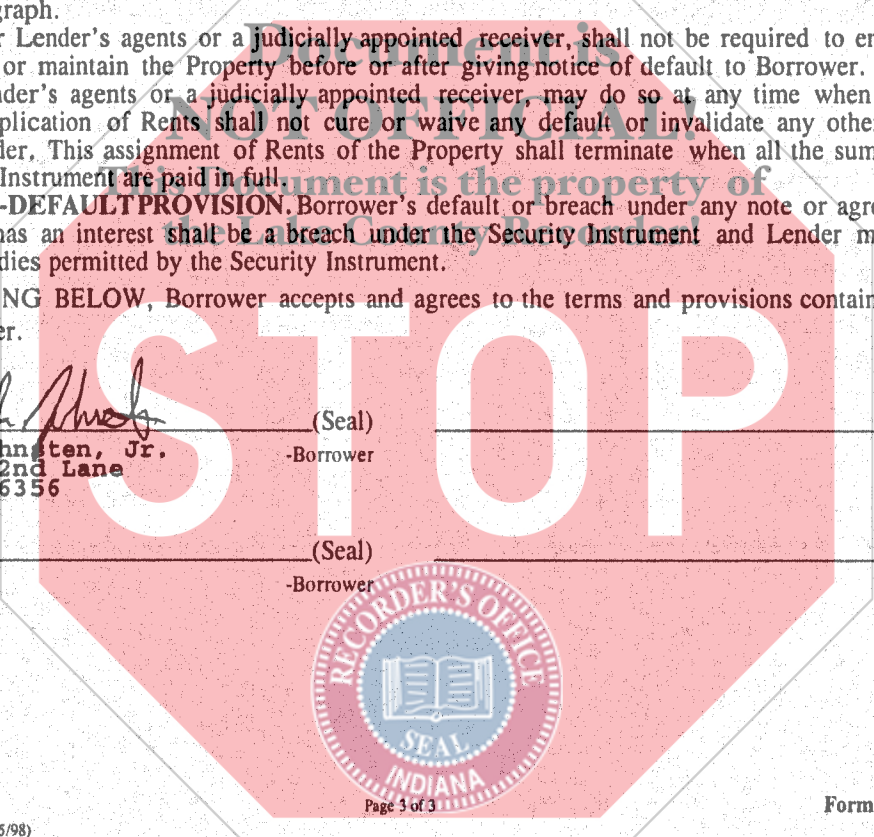 graph.
r Lender's agents or a judicially appointed receiver, shall not be required to en
or maintain the Property before or after giving notice of default to Borrower.
Document is
nder's agents or a judicially appointed receiver, may do so at any time when
NOT OFFICIAL!
plication of Rents shall not cure or waive any default or invalidate any other
der. This assignment of Rents of the Property shall terminate when all the sum
Instrument are paid in full.
This Document is the property of
-DEFAULT PROVISION. Borrower's default or breach under any note or agre
the Lake County Recorder!
has an interest shall be a breach under the Security Instrument and Lender m
dies permitted by the Security Instrument.
NG BELOW, Borrower accepts and agrees to the terms and provisions contain
er.
STOP
(Seal)
hnsten, Jr.
-Borrower
2nd Lane
6356
(Seal)
-Borrower
RECORDER'S OFFICE
SEAL
INDIANA
Page 3 of 3
Form
5/98)